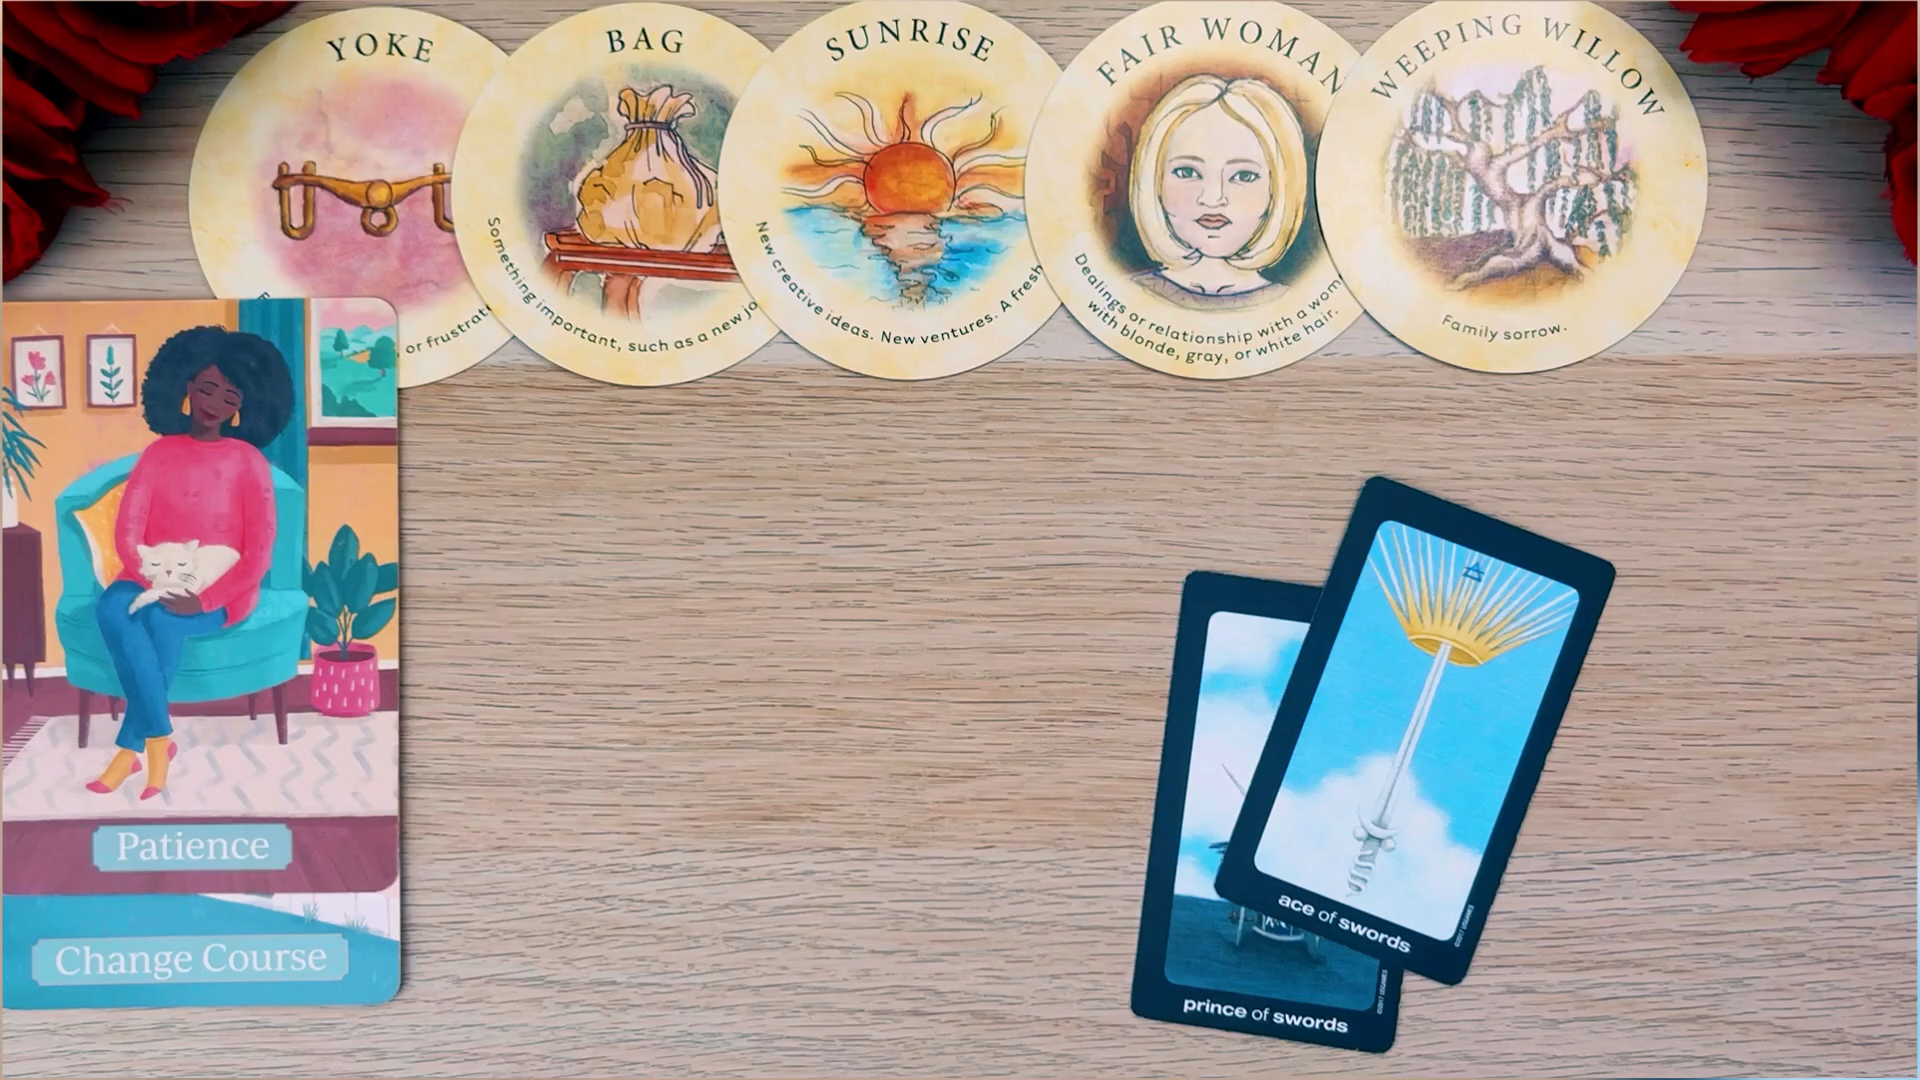 YOKE
or frustrat
BAG
Something important, such as a new jo
SUNRISE
New creative ideas. New ventures. A fresh
FAIR WOMAN
Dealings or relationship with a wom
with blonde, gray, or white hair.
WEEPING WILLOW
Family sorrow.
Patience
Change Course
ace of swords
prince of swords